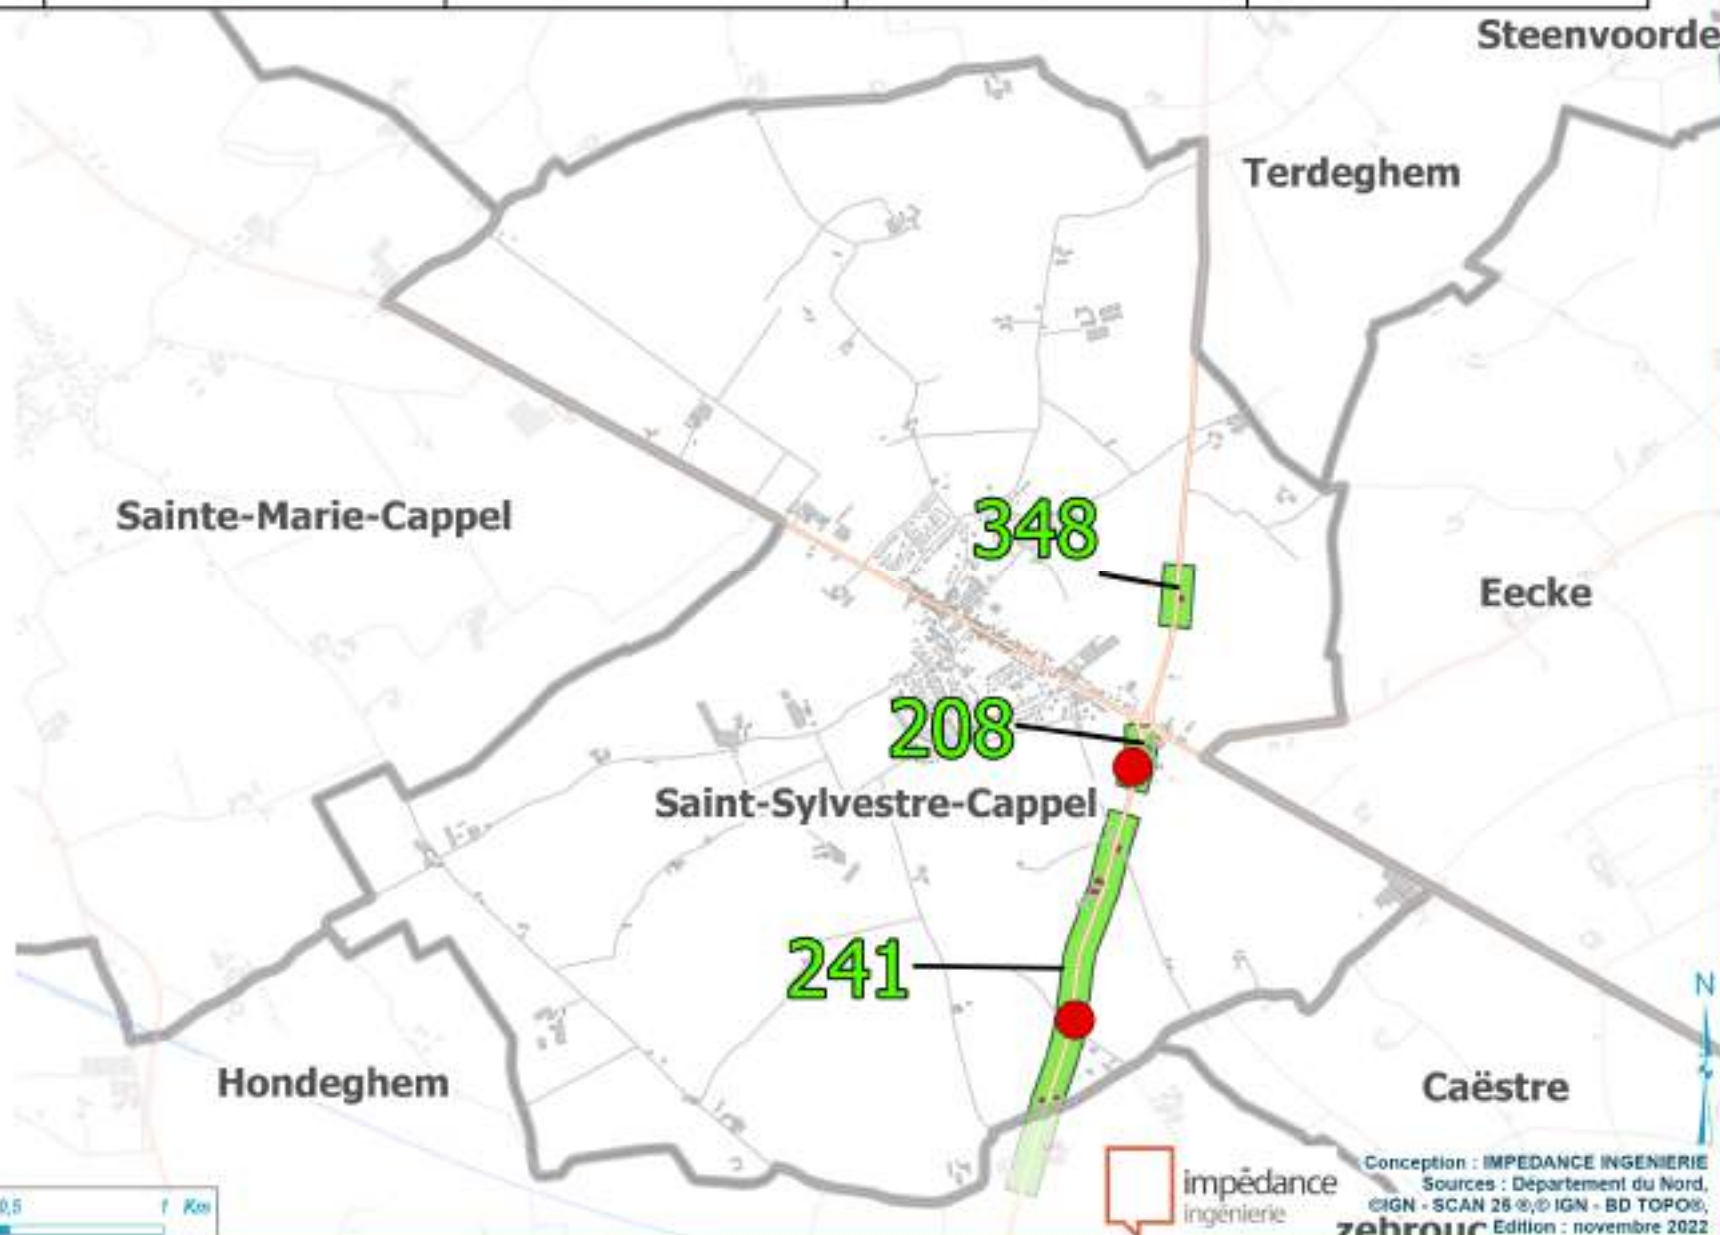 Steenvoorde
Terdeghem
Sainte-Marie-Cappel
348
Eecke
208
Saint-Sylvestre-Cappel
241
N
Hondeghem
Caëstre
impédance
ingénierie
Conception : IMPEDANCE INGENIERIE
Sources : Département du Nord,
©IGN - SCAN 25 ®,© IGN - BD TOPO®,
zebrouc
Edition : novembre 2022
0,5 1 Km